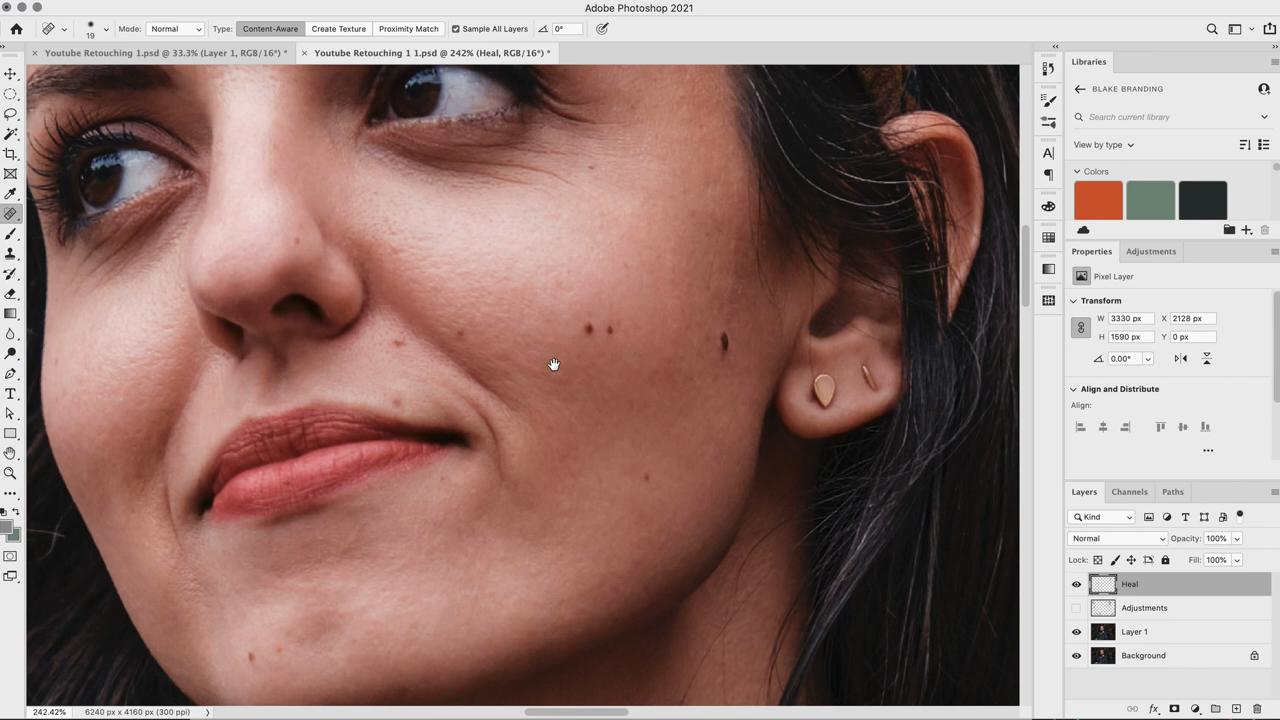 Adobe Photoshop 2021
19
Mode: Normal
Type: Content-Aware Create Texture Proximity Match
Sample All Layers
0°
Youtube Retouching 1.psd @ 33.3% (Layer 1, RGB/16*) *
Youtube Retouching 1 1.psd @ 242% (Heal, RGB/16*) *
Libraries
BLAKE BRANDING
Search current library
View by type
Colors
Properties Adjustments
Pixel Layer
Transform
W 3330 px X 2128 px
H 1590 px Y 0 px
0.00°
Align and Distribute
Align:
Layers Channels Paths
Kind
Normal Opacity: 100%
Lock: Fill: 100%
Heal
Adjustments
Layer 1
Background
242.42% 6240 px x 4160 px (300 ppi)